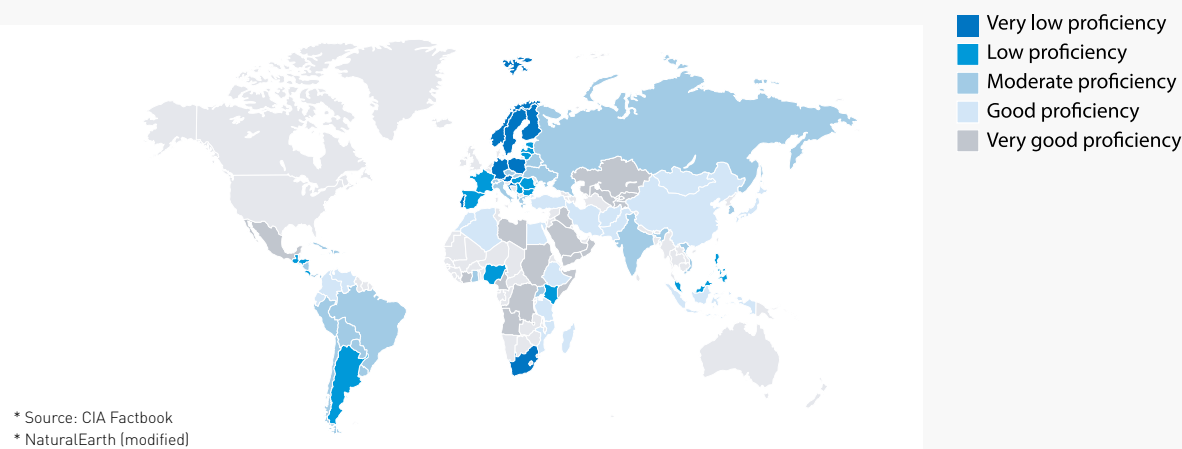 Very low proficiency
Low proficiency
Moderate proficiency
Good proficiency
Very good proficiency
* Source: CIA Factbook
* NaturalEarth (modified)